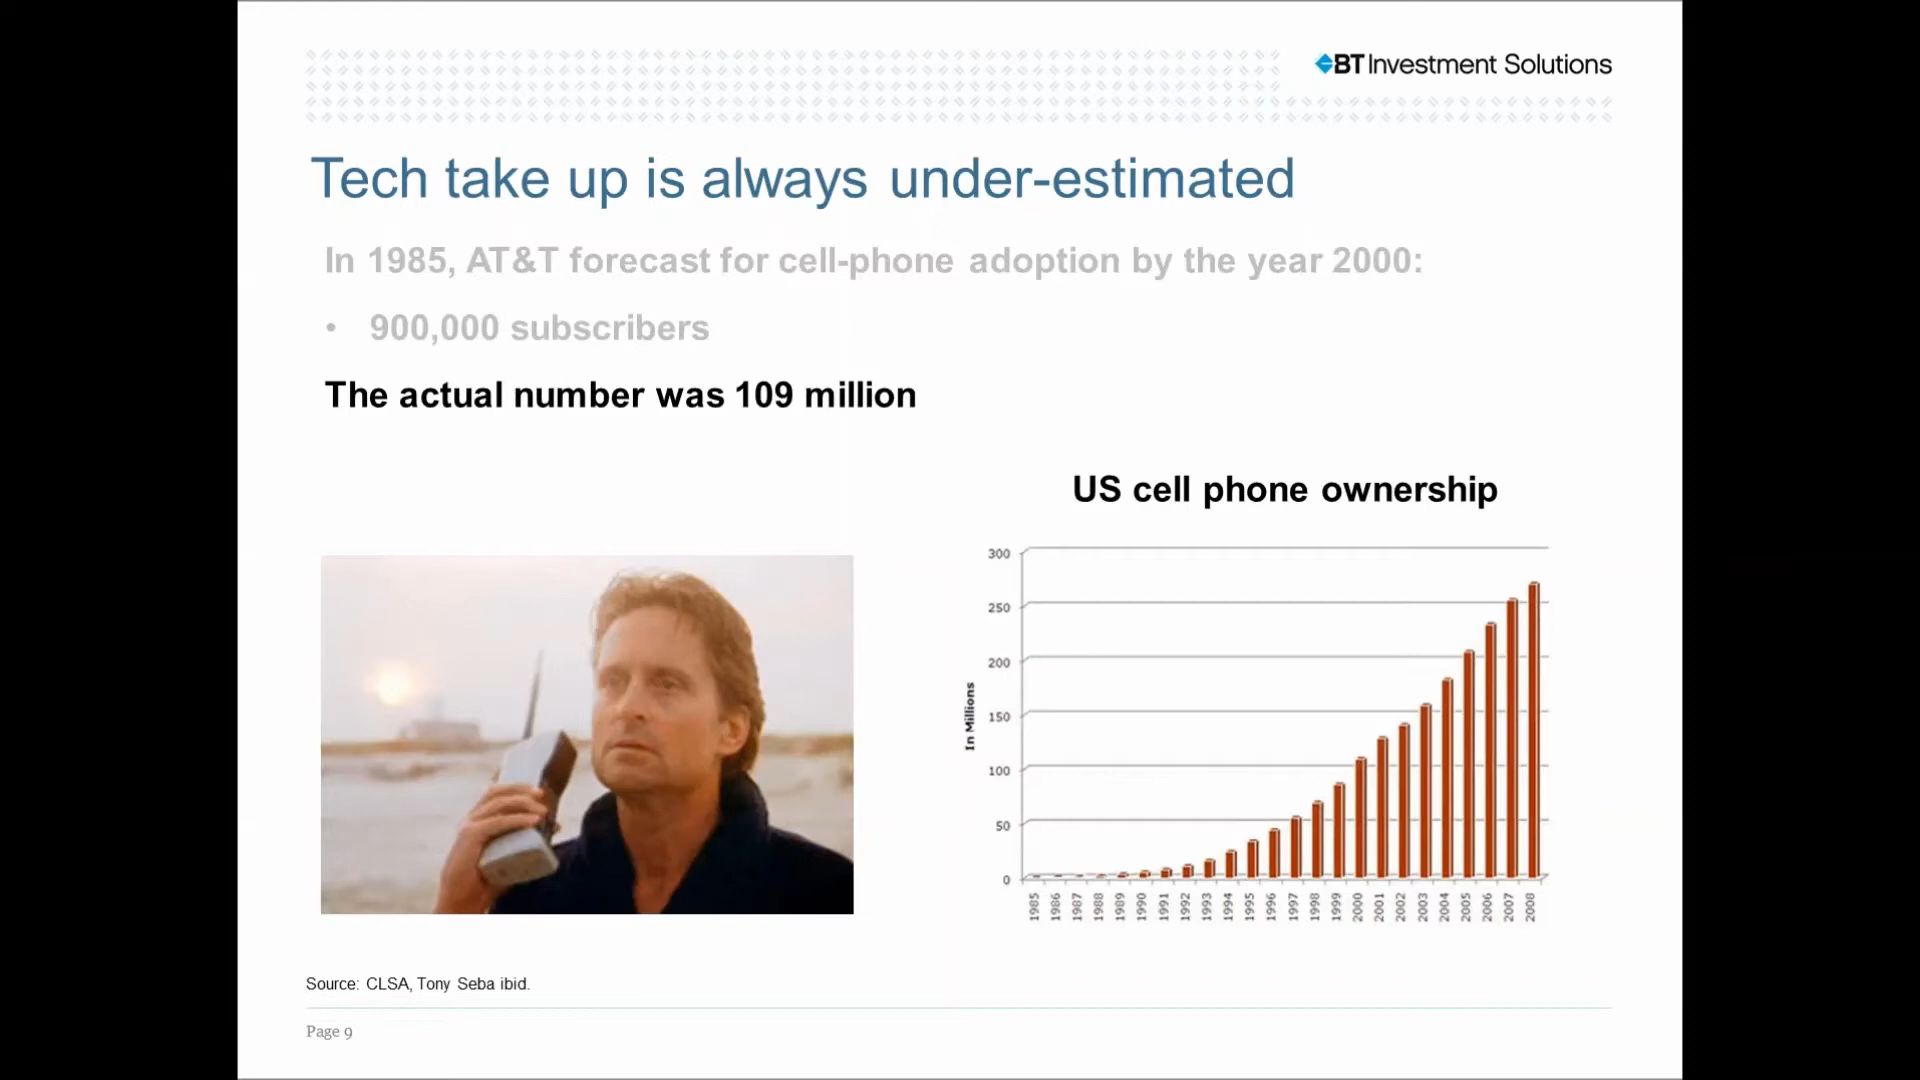 BT Investment Solutions
Tech take up is always under-estimated
In 1985, AT&T forecast for cell-phone adoption by the year 2000:
• 900,000 subscribers
The actual number was 109 million
US cell phone ownership
300
250
200
150
100
50
0
In Millions
1985 1986 1987 1988 1989 1990 1991 1992 1993 1994 1995 1996 1997 1998 1999 2000 2001 2002 2003 2004 2005 2006 2007 2008
Source: CLSA, Tony Seba ibid.
Page 9